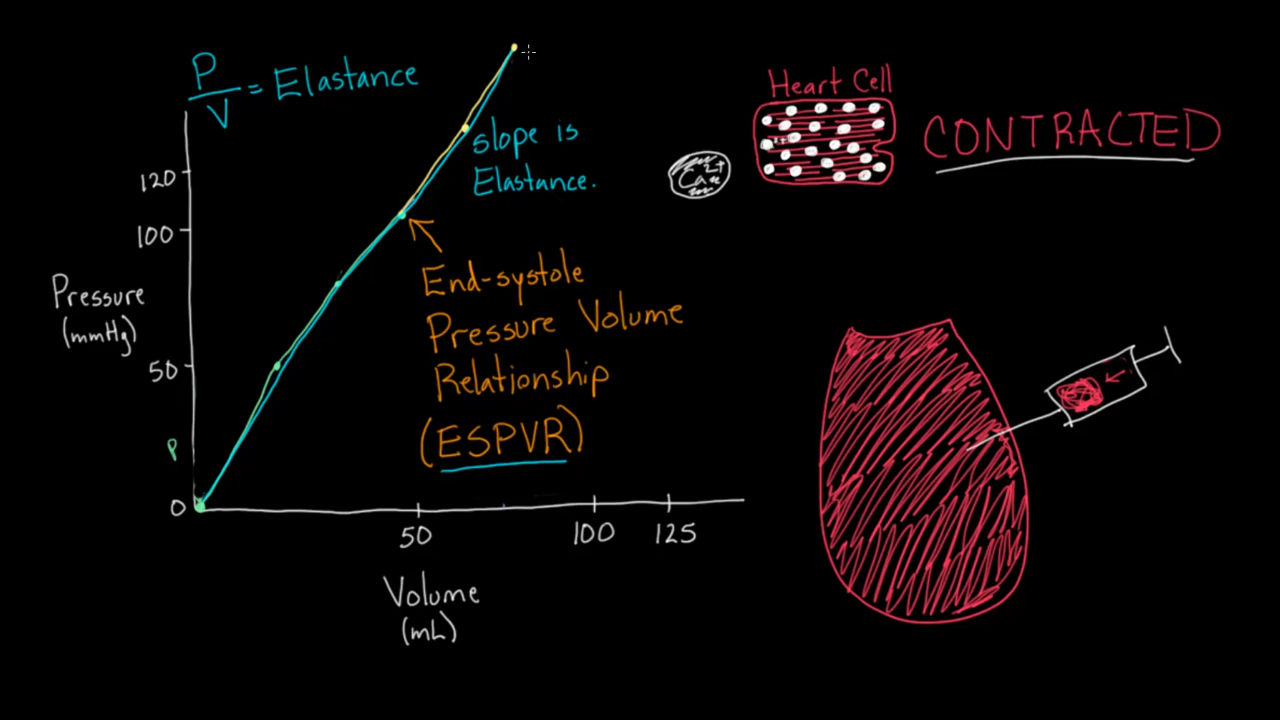 P
V
= Elastance
slope is
Elastance.
120
100
50
0
P
Pressure
(mmHg)
End-systole
Pressure Volume
Relationship
(ESPVR)
50
100
125
Volume
(mL)
Heart Cell
CONTRACTED
Ca2+